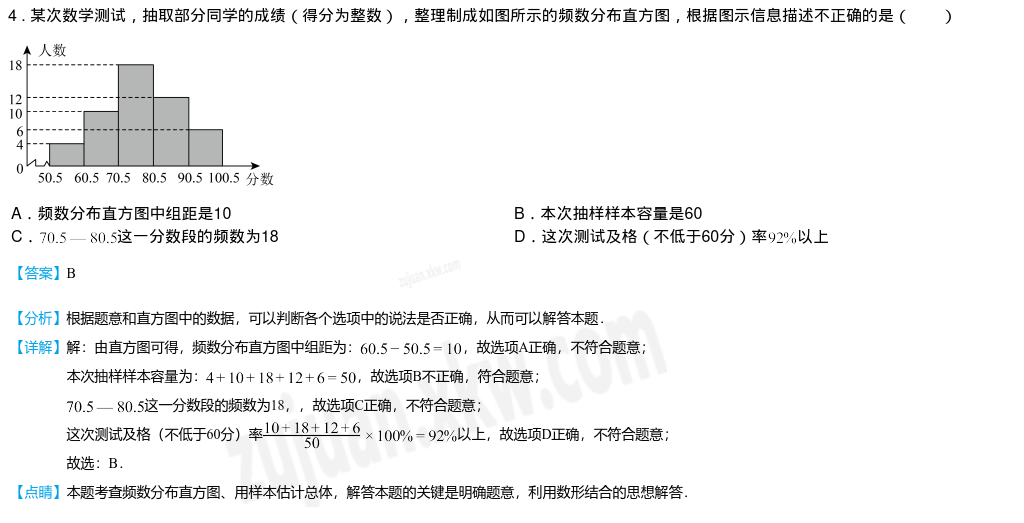 4．某次数学测试，抽取部分同学的成绩（得分为整数），整理制成如图所示的频数分布直方图，根据图示信息描述不正确的是（　　）
人数
18
12
10
6
4
0
50.5 60.5 70.5 80.5 90.5 100.5 分数
A．频数分布直方图中组距是10 B．本次抽样样本容量是60
C．70.5 — 80.5这一分数段的频数为18 D．这次测试及格（不低于60分）率92%以上
【答案】B
【分析】根据题意和直方图中的数据，可以判断各个选项中的说法是否正确，从而可以解答本题．
【详解】解：由直方图可得，频数分布直方图中组距为：60.5 − 50.5 = 10，故选项A正确，不符合题意；
本次抽样样本容量为：4 + 10 + 18 + 12 + 6 = 50，故选项B不正确，符合题意；
70.5 — 80.5这一分数段的频数为18，，故选项C正确，不符合题意；
这次测试及格（不低于60分）率(10 + 18 + 12 + 6)/50 × 100% = 92%以上，故选项D正确，不符合题意；
故选：B．
【点睛】本题考查频数分布直方图、用样本估计总体，解答本题的关键是明确题意，利用数形结合的思想解答．
zujuan.xkw.com
zujuan.xkw.com